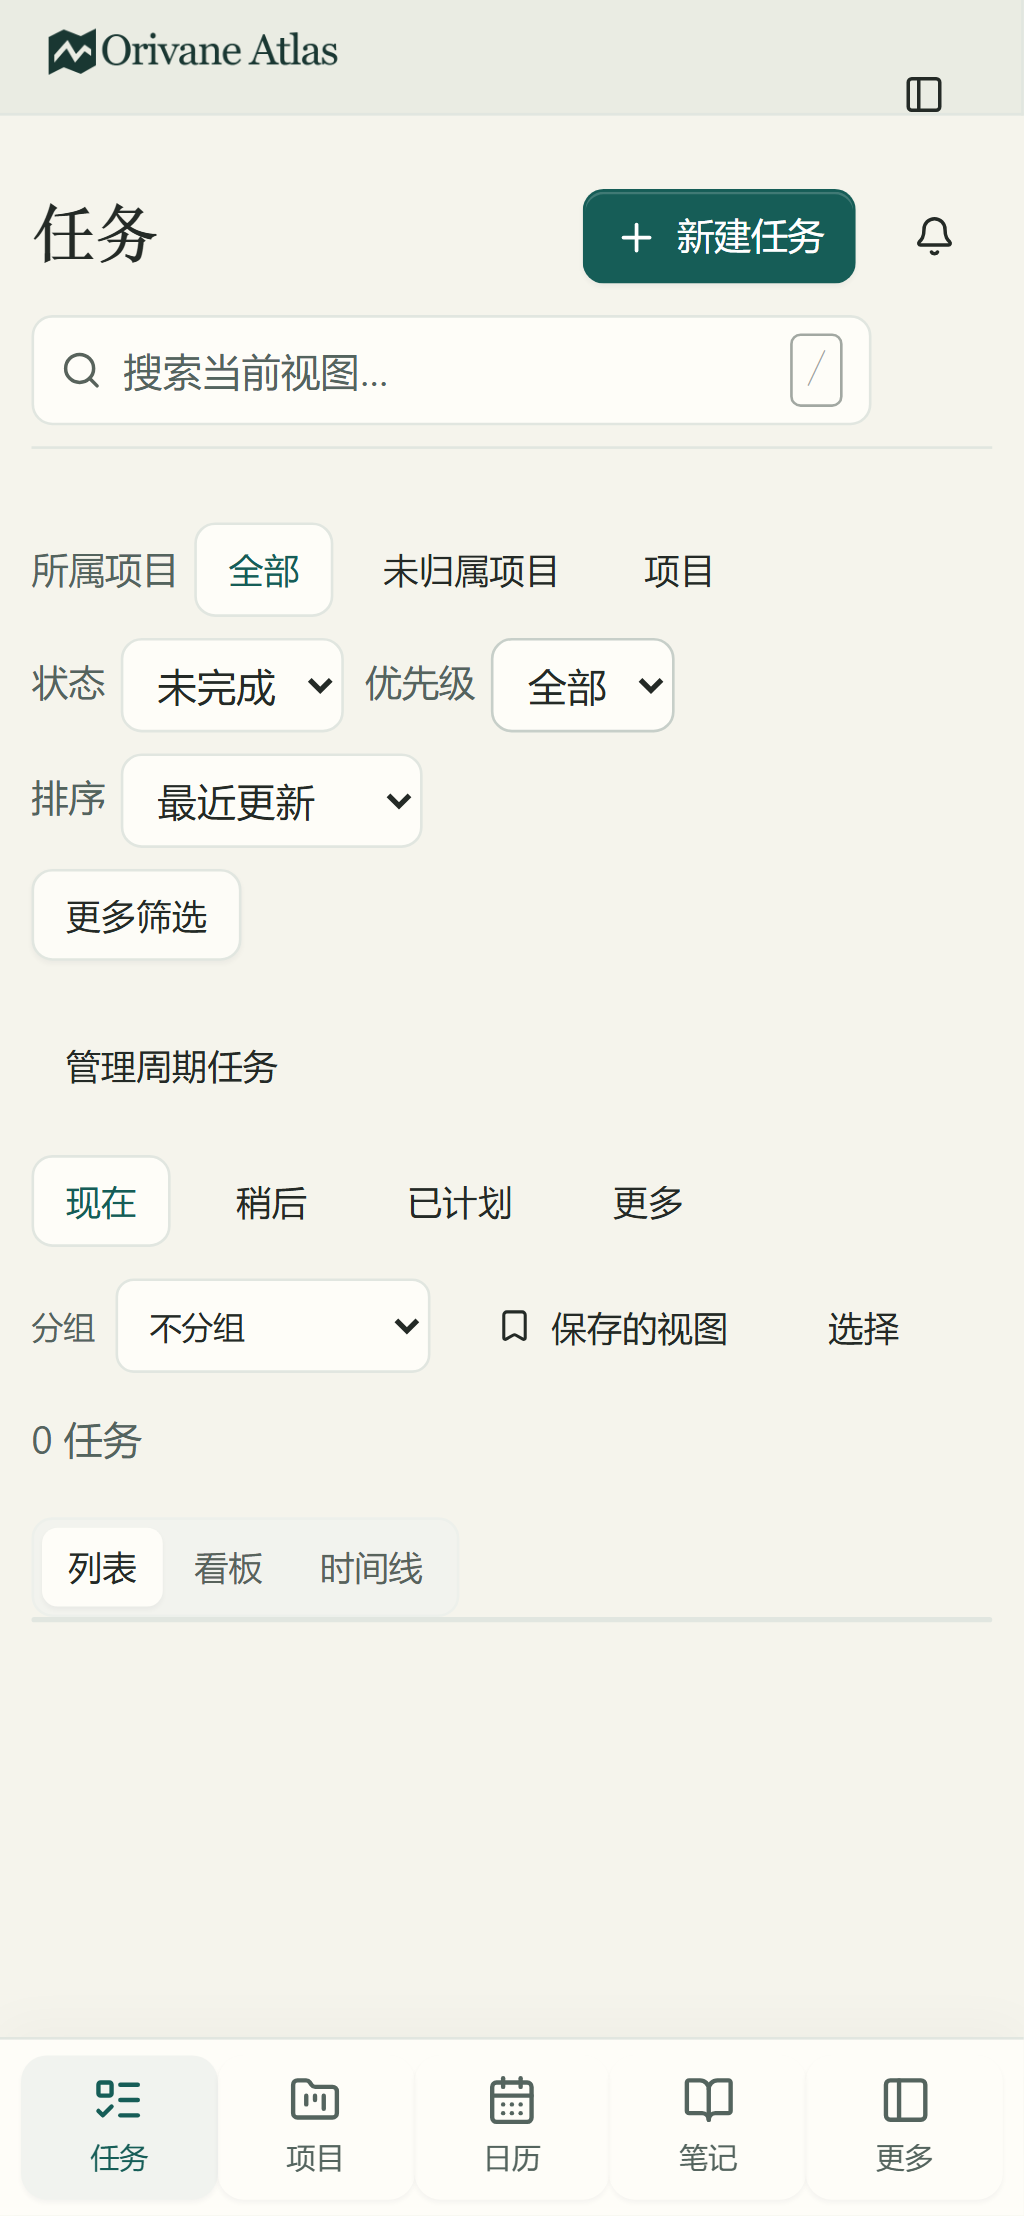 Orivane Atlas
任务
新建任务
搜索当前视图...
/
所属项目 全部 未归属项目 项目
状态 未完成 优先级 全部
排序 最近更新
更多筛选
管理周期任务
现在 稍后 已计划 更多
分组 不分组 保存的视图 选择
0 任务
列表 看板 时间线
任务 项目 日历 笔记 更多